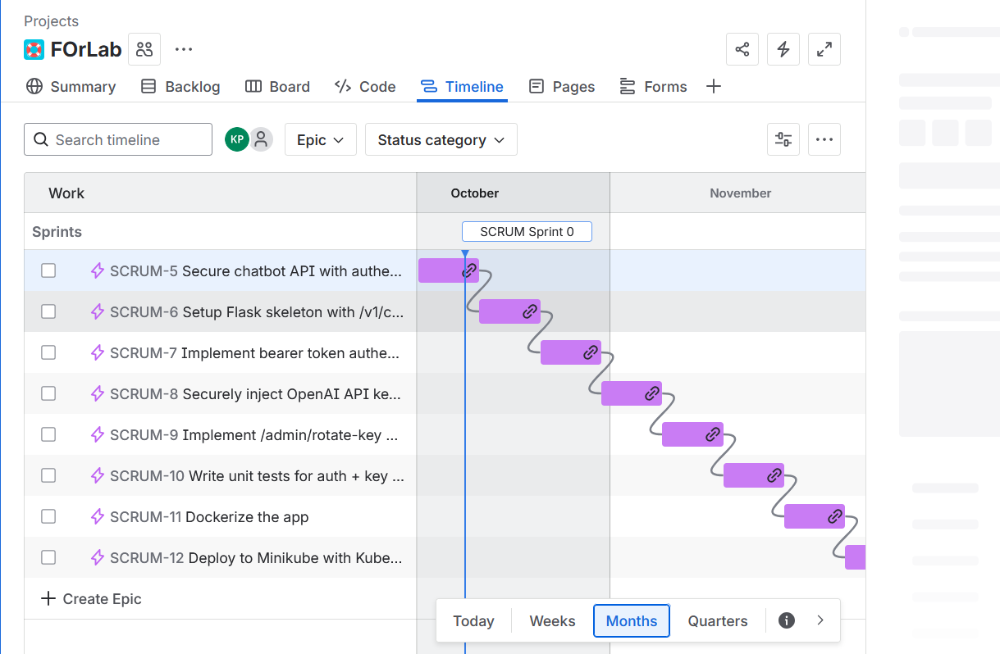 Projects
FOrLab
Summary Backlog Board Code Timeline Pages Forms
Search timeline KP Epic Status category
Work October November
Sprints SCRUM Sprint 0
SCRUM-5 Secure chatbot API with authe...
SCRUM-6 Setup Flask skeleton with /v1/c...
SCRUM-7 Implement bearer token authe...
SCRUM-8 Securely inject OpenAI API ke...
SCRUM-9 Implement /admin/rotate-key ...
SCRUM-10 Write unit tests for auth + key ...
SCRUM-11 Dockerize the app
SCRUM-12 Deploy to Minikube with Kube...
Create Epic
Today Weeks Months Quarters